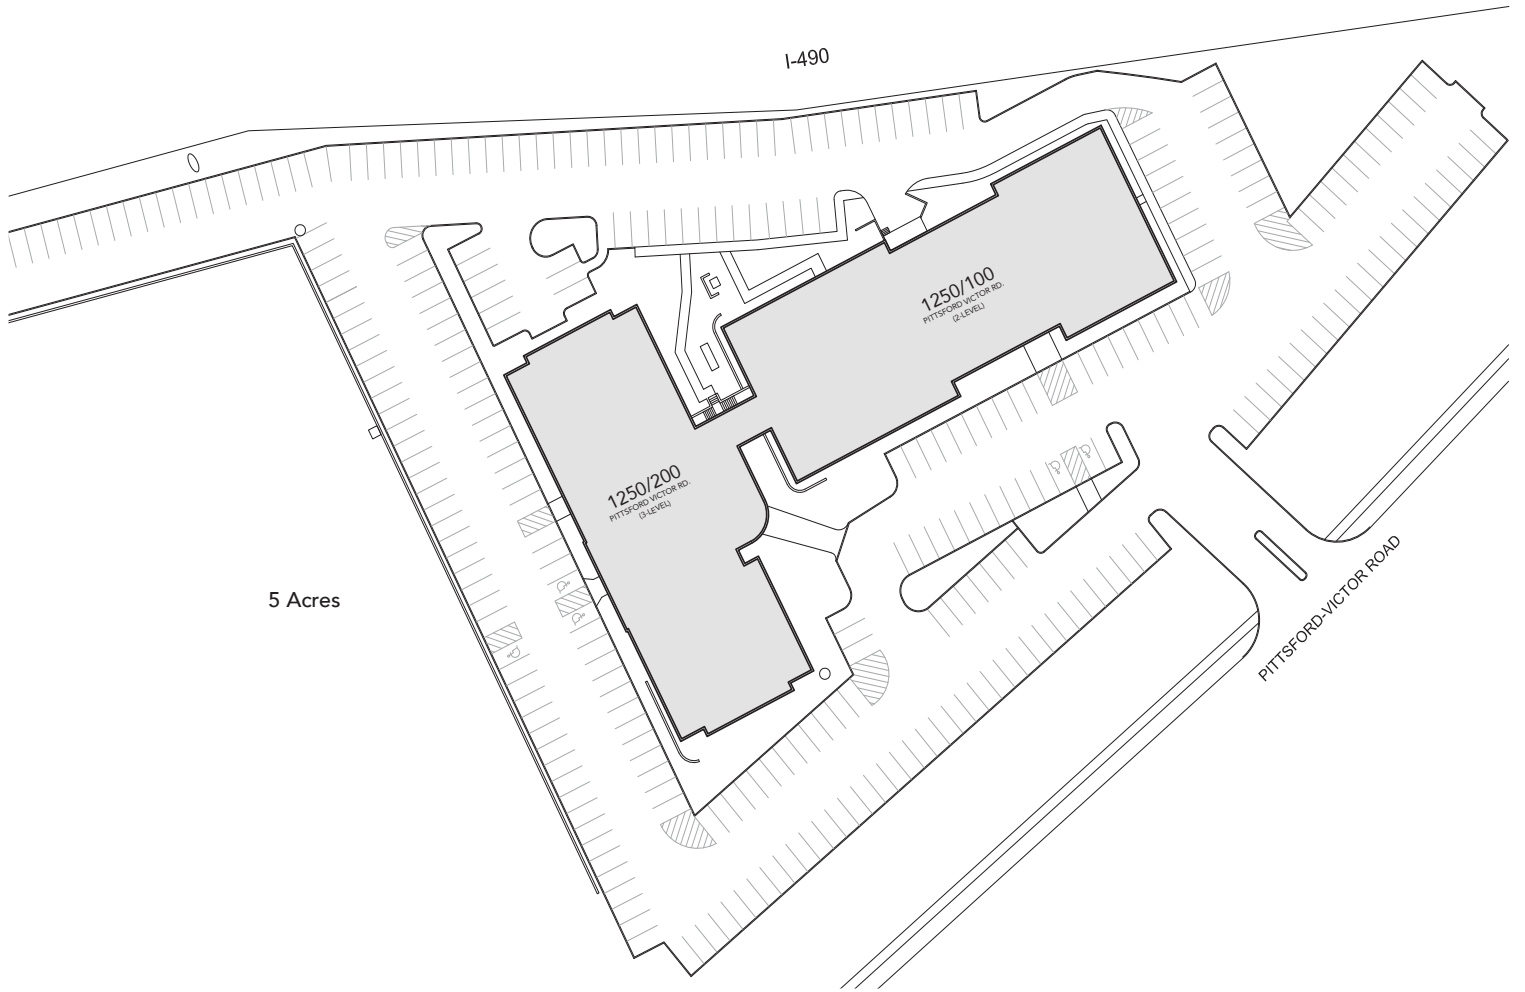 I-490
1250/100
PITTSFORD VICTOR RD.
(2-LEVEL)
1250/200
PITTSFORD VICTOR RD.
(3-LEVEL)
5 Acres
PITTSFORD-VICTOR ROAD